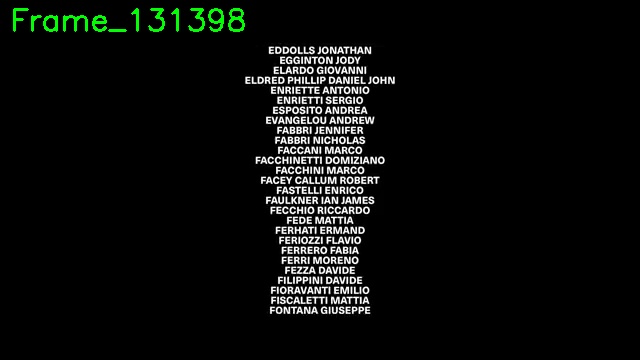 Frame_131398
EDDOLLS JONATHAN
EGGINTON JODY
ELARDO GIOVANNI
ELDRED PHILLIP DANIEL JOHN
ENRIETTE ANTONIO
ENRIETTI SERGIO
ESPOSITO ANDREA
EVANGELOU ANDREW
FABBRI JENNIFER
FABBRI NICHOLAS
FACCANI MARCO
FACCHINETTI DOMIZIANO
FACCHINI MARCO
FACEY CALLUM ROBERT
FASTELLI ENRICO
FAULKNER IAN JAMES
FECCHIO RICCARDO
FEDE MATTIA
FERHATI ERMAND
FERIOZZI FLAVIO
FERRERO FABIA
FERRI MORENO
FEZZA DAVIDE
FILIPPINI DAVIDE
FIORAVANTI EMILIO
FISCALETTI MATTIA
FONTANA GIUSEPPE